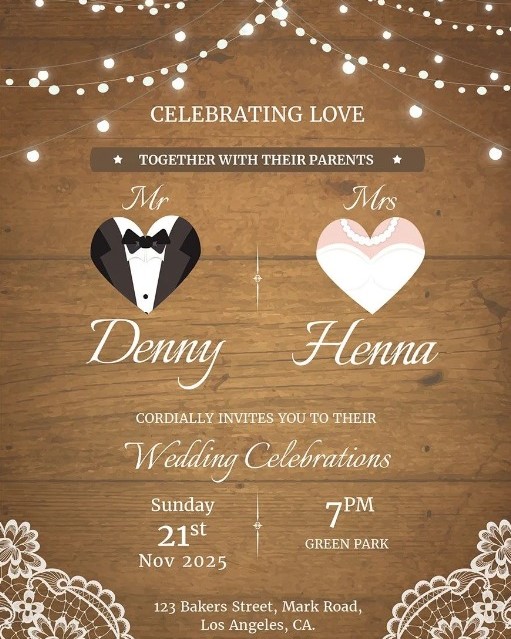 CELEBRATING LOVE
TOGETHER WITH THEIR PARENTS
Mr
Mrs
Denny
Henna
CORDIALLY INVITES YOU TO THEIR
Wedding Celebrations
Sunday
21st
Nov 2025
7PM
GREEN PARK
123 Bakers Street, Mark Road,
Los Angeles, CA.